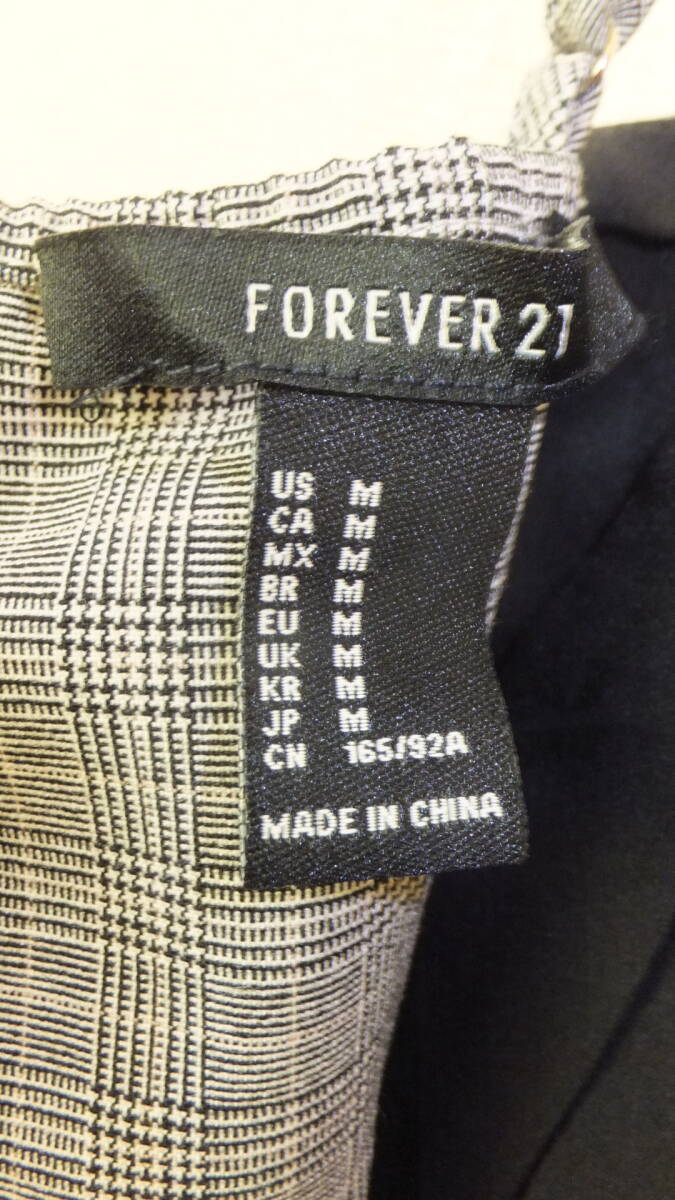 FOREVER 21
US M
CA M
MX M
BR M
EU M
UK M
KR M
JP M
CN 165/92A
MADE IN CHINA